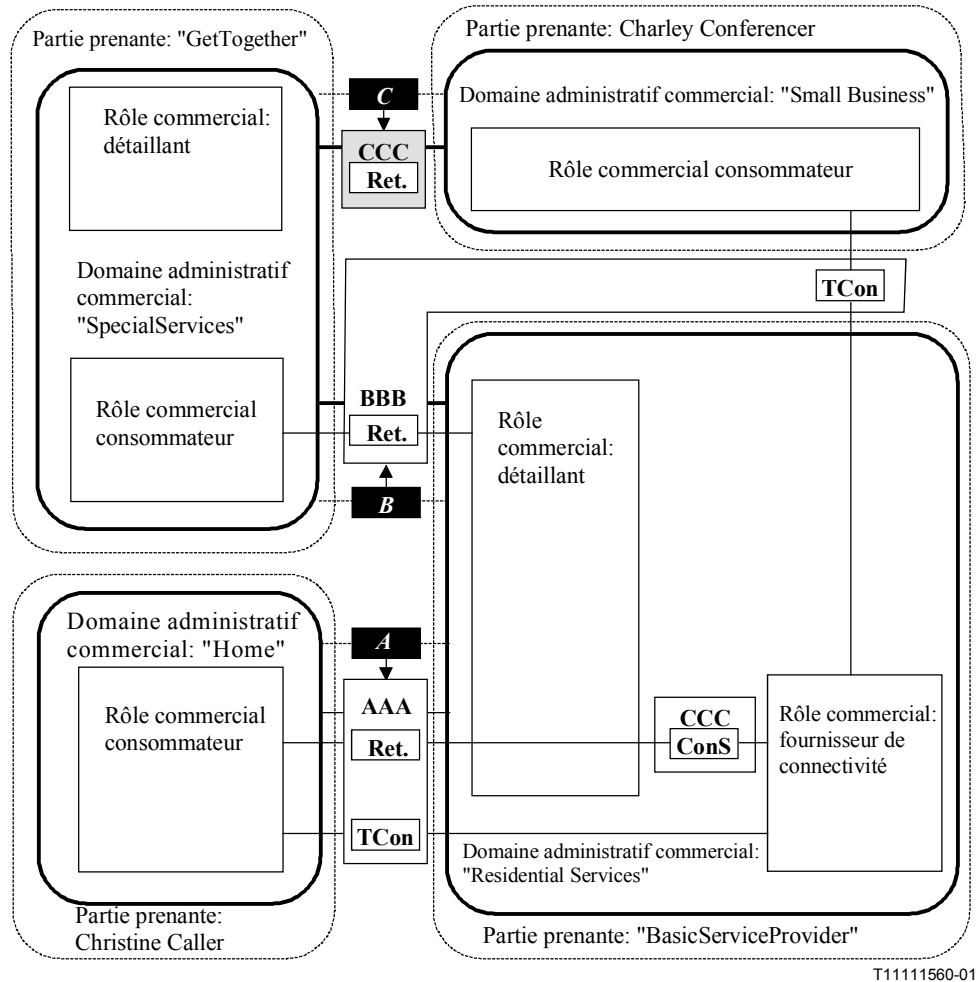 Partie prenante: "GetTogether"
Rôle commercial:
détaillant
Domaine administratif
commercial:
"SpecialServices"
Rôle commercial
consommateur
C
CCC
Ret.
Partie prenante: Charley Conferencer
Domaine administratif commercial: "Small Business"
Rôle commercial consommateur
TCon
BBB
Ret.
B
Rôle
commercial:
détaillant
Domaine administratif
commercial: "Home"
Rôle commercial
consommateur
A
AAA
Ret.
TCon
CCC
ConS
Rôle commercial:
fournisseur de
connectivité
Domaine administratif commercial:
"Residential Services"
Partie prenante:
Christine Caller
Partie prenante: "BasicServiceProvider"
T11111560-01